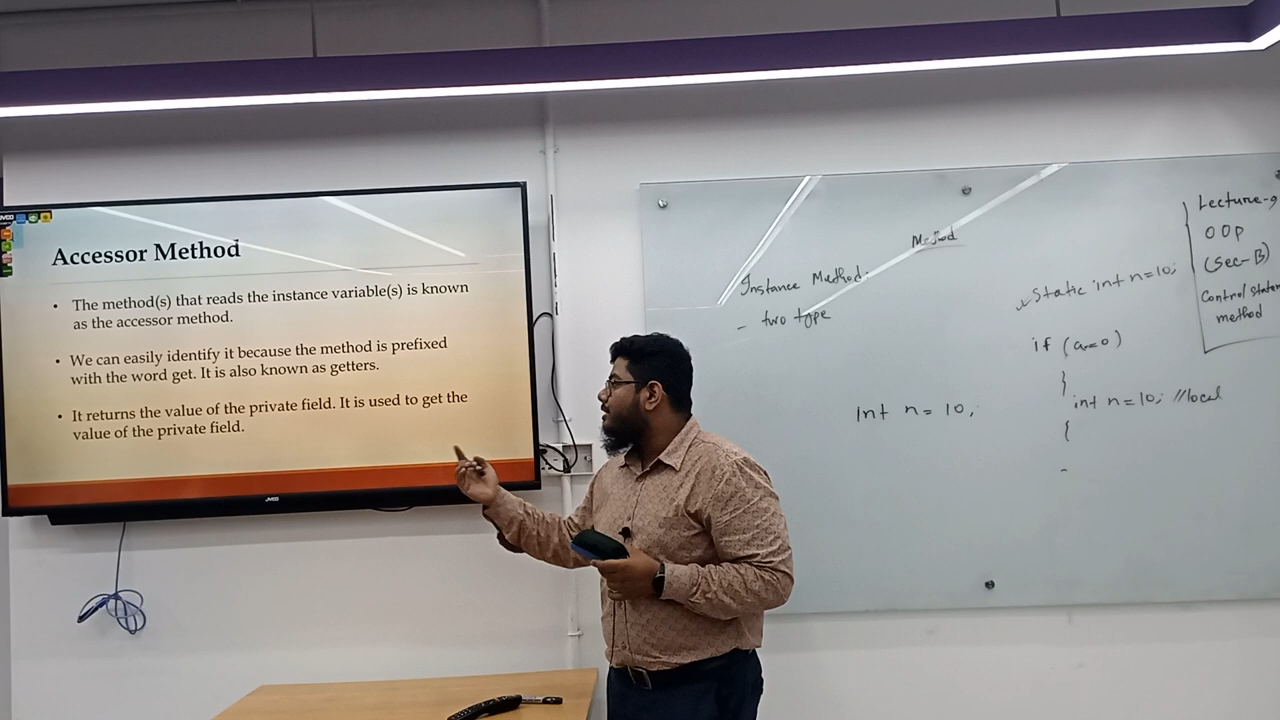 Accessor Method
• The method(s) that reads the instance variable(s) is known
as the accessor method.
• We can easily identify it because the method is prefixed
with the word get. It is also known as getters.
• It returns the value of the private field. It is used to get the
value of the private field.
JVCO
Method
Instance Method.
- two type
int n = 10;
Static int n=10;
if (a==0)
}
int n=10; //local
{
Lecture-9
OOP
(Sec-B)
Control statem
method